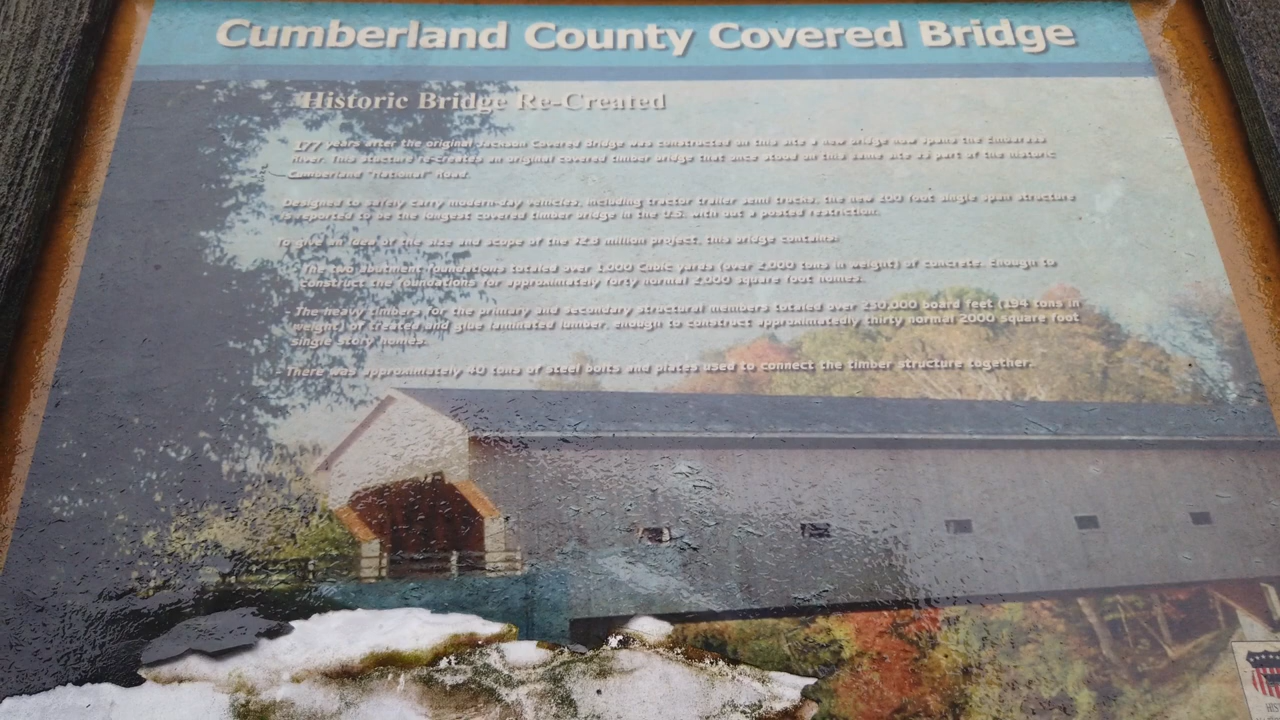 Cumberland County Covered Bridge
Historic Bridge Re-Created
177 years after the original Jackson Covered Bridge was constructed on this site a new bridge now spans the Embarass
River. This stucture re-creates an original covered timber bridge that once stood on this same site as part of the historic
Cumberland "National" Road.
Designed to safely carry modern-day vehicles, including tractor trailer semi trucks, the new 200 foot single span structure
is reported to be the longest covered timber bridge in the U.S. with out a posted restriction.
To give an idea of the size and scope of the $2.8 million project, this bridge contains:
- The two abutment foundations totaled over 1,000 Cubic yards (over 2,000 tons in weight) of concrete. Enough to
construct the foundations for approximately forty normal 2,000 square foot homes.
- The heavy timbers for the primary and secondary structural members totaled over 230,000 board feet (194 tons in
weight) of treated and glue laminated lumber, enough to construct approximatedly thirty normal 2000 square foot
single story homes.
- There was approximately 40 tons of steel bolts and plates used to connect the timber structure together.
HIS